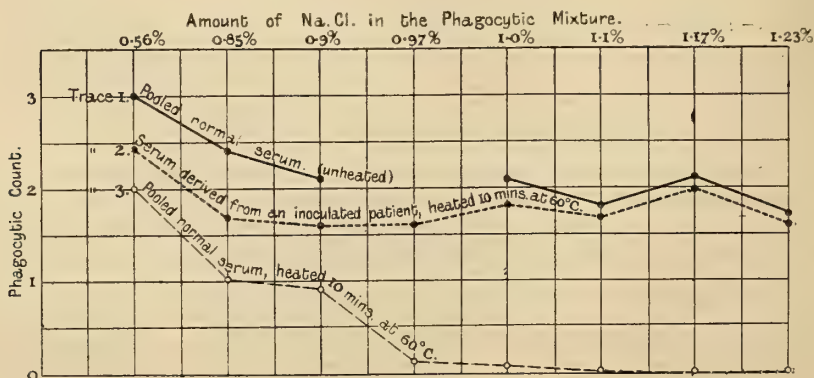 Amount of Na.Cl. in the Phagocytic Mixture.
0·56% 0·85% 0·9% 0·97% 1·0% 1·1% 1·17% 1·23%
Phagocytic Count.
3
2
1
0
Trace 1. Pooled normal serum. (unheated)
" 2. Serum derived from an inoculated patient, heated 10 mins. at 60°C.
" 3. Pooled normal serum, heated 10 mins. at 60°C.